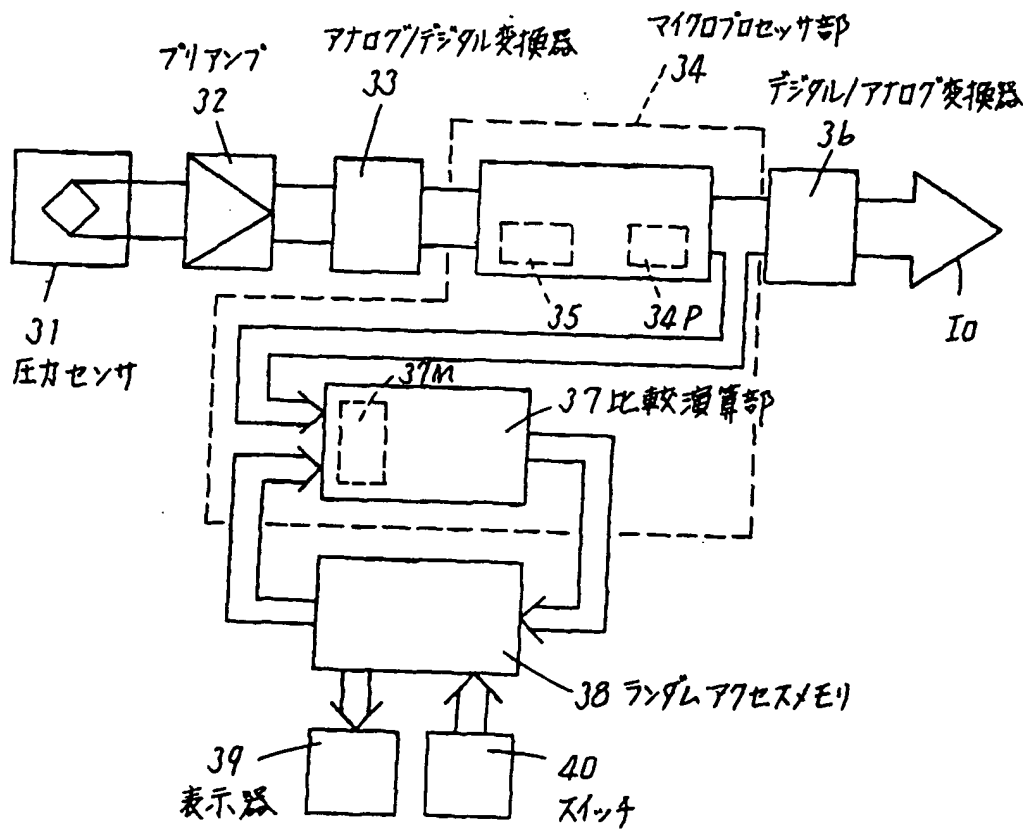 プリアンプ
32
アナログ/デジタル変換器
33
マイクロプロセッサ部
34
デジタル/アナログ変換器
36
31
圧力センサ
35
34P
I0
37M
37比較演算部
38 ランダムアクセスメモリ
39
表示器
40
スイッチ